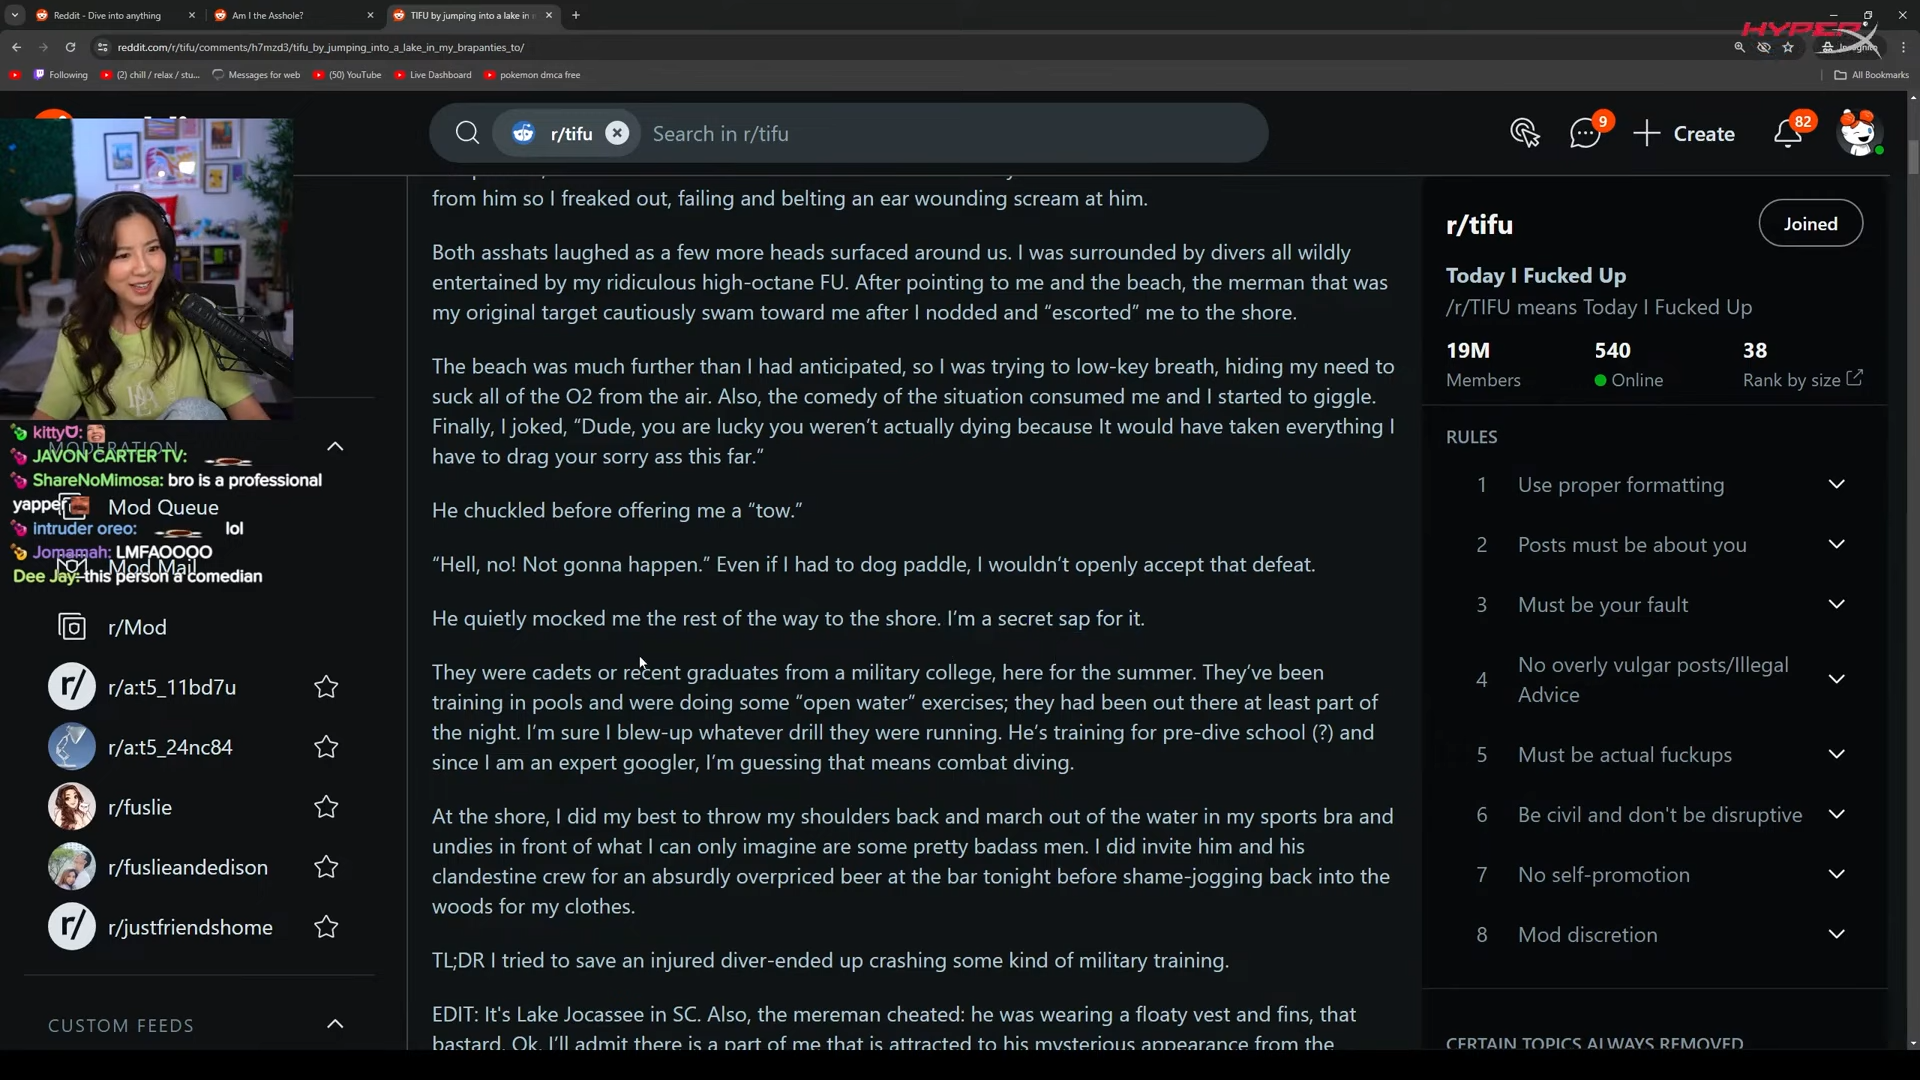 Reddit - Dive into anything
Am I the Asshole?
TIFU by jumping into a lake in
HYPERX
reddit.com/r/tifu/comments/h7mzd3/tifu_by_jumping_into_a_lake_in_my_brapanties_to/
Following
(2) chill / relax / stu...
Messages for web
(50) YouTube
Live Dashboard
pokemon dmca free
All Bookmarks
r/tifu
Search in r/tifu
9
Create
82
from him so I freaked out, failing and belting an ear wounding scream at him.
Both asshats laughed as a few more heads surfaced around us. I was surrounded by divers all wildly
entertained by my ridiculous high-octane FU. After pointing to me and the beach, the merman that was
my original target cautiously swam toward me after I nodded and “escorted” me to the shore.
The beach was much further than I had anticipated, so I was trying to low-key breath, hiding my need to
suck all of the O2 from the air. Also, the comedy of the situation consumed me and I started to giggle.
Finally, I joked, “Dude, you are lucky you weren’t actually dying because It would have taken everything I
have to drag your sorry ass this far.”
He chuckled before offering me a “tow.”
“Hell, no! Not gonna happen.” Even if I had to dog paddle, I wouldn’t openly accept that defeat.
He quietly mocked me the rest of the way to the shore. I’m a secret sap for it.
They were cadets or recent graduates from a military college, here for the summer. They’ve been
training in pools and were doing some “open water” exercises; they had been out there at least part of
the night. I’m sure I blew-up whatever drill they were running. He’s training for pre-dive school (?) and
since I am an expert googler, I’m guessing that means combat diving.
At the shore, I did my best to throw my shoulders back and march out of the water in my sports bra and
undies in front of what I can only imagine are some pretty badass men. I did invite him and his
clandestine crew for an absurdly overpriced beer at the bar tonight before shame-jogging back into the
woods for my clothes.
TL;DR I tried to save an injured diver-ended up crashing some kind of military training.
EDIT: It's Lake Jocassee in SC. Also, the mereman cheated: he was wearing a floaty vest and fins, that
bastard. Ok, I’ll admit there is a part of me that is attracted to his mysterious appearance from the
r/tifu
Joined
Today I Fucked Up
/r/TIFU means Today I Fucked Up
19M
540
38
Members
Online
Rank by size
RULES
1 Use proper formatting
2 Posts must be about you
3 Must be your fault
4 No overly vulgar posts/Illegal
Advice
5 Must be actual fuckups
6 Be civil and don't be disruptive
7 No self-promotion
8 Mod discretion
CERTAIN TOPICS ALWAYS REMOVED
MODERATION
JAVON CARTER TV:
ShareNoMimosa: bro is a professional
yapper
Mod Queue
intruder oreo: lol
Jomamah: LMFAOOOO
Mod Mail
Dee Jay: this person a comedian
r/Mod
r/ r/a:t5_11bd7u
r/a:t5_24nc84
r/fuslie
r/fuslieandedison
r/ r/justfriendshome
CUSTOM FEEDS